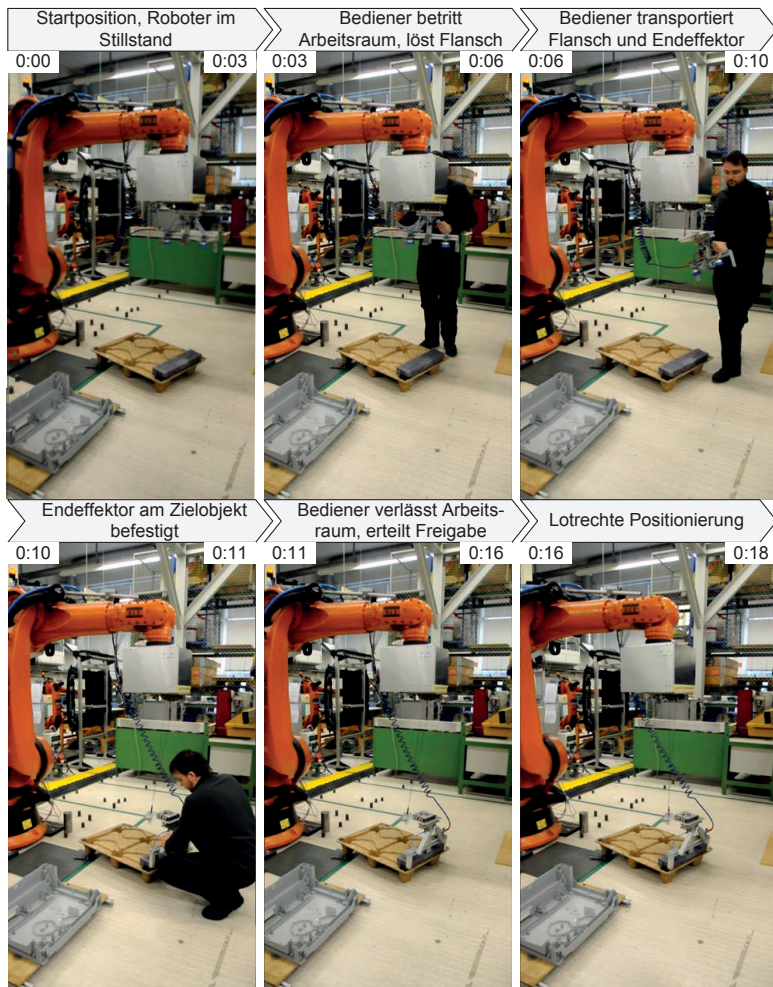 Startposition, Roboter im
Stillstand
0:00
0:03
Bediener betritt
Arbeitsraum, löst Flansch
0:03
0:06
Bediener transportiert
Flansch und Endeffektor
0:06
0:10
Endeffektor am Zielobjekt
befestigt
0:10
0:11
Bediener verlässt Arbeits-
raum, erteilt Freigabe
0:11
0:16
Lotrechte Positionierung
0:16
0:18